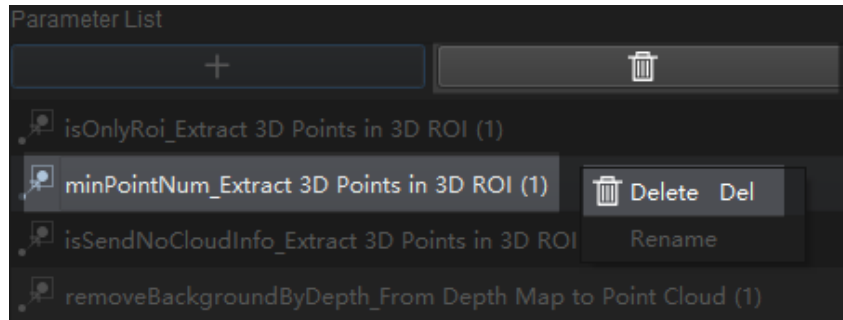 Parameter List
+
isOnlyRoi_Extract 3D Points in 3D ROI (1)
minPointNum_Extract 3D Points in 3D ROI (1)
Delete Del
isSendNoCloudInfo_Extract 3D Points in 3D ROI
Rename
removeBackgroundByDepth_From Depth Map to Point Cloud (1)